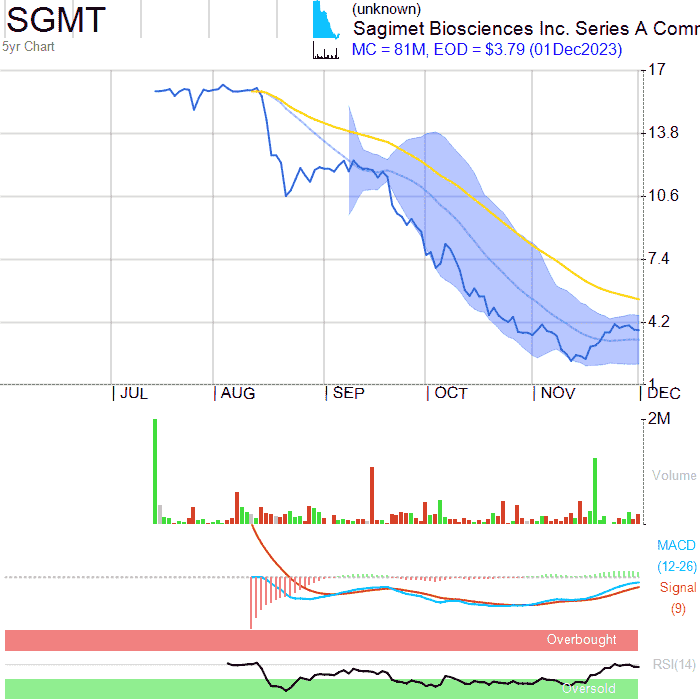 SGMT
(unknown)
Sagimet Biosciences Inc. Series A Comm
5yr Chart
MC = 81M, EOD = $3.79 (01Dec2023)
17
13.8
10.6
7.4
4.2
1
JUL AUG SEP OCT NOV DEC
2M
Volume
MACD
(12-26)
Signal
(9)
Overbought
RSI(14)
Oversold